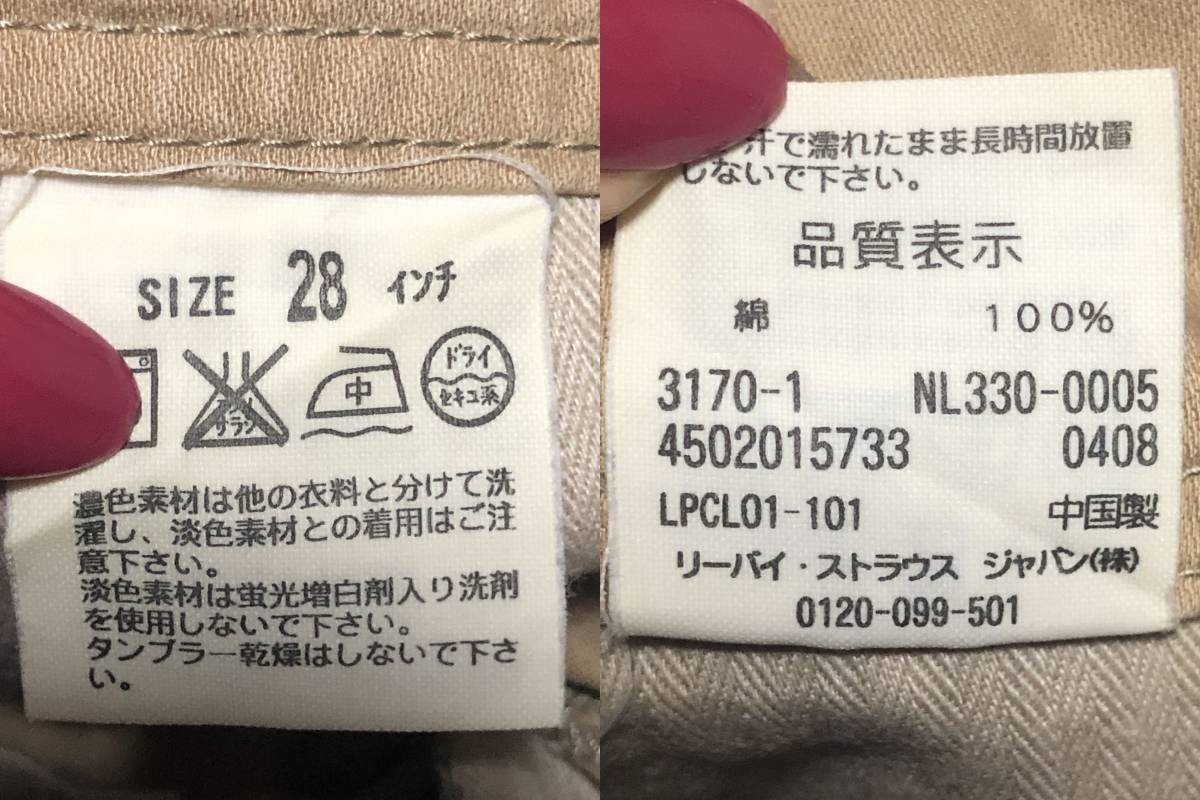 SIZE 28 インチ
中
ドライ
セキユ系
濃色素材は他の衣料と分けて洗
濯し、淡色素材との着用はご注
意下さい。
淡色素材は蛍光増白剤入り洗剤
を使用しないで下さい。
タンブラー乾燥はしないで下さ
い。
汗で濡れたまま長時間放置
しないで下さい。
品質表示
綿 100%
3170-1 NL330-0005
4502015733 0408
LPCL01-101 中国製
リーバイ・ストラウス ジャパン(株)
0120-099-501